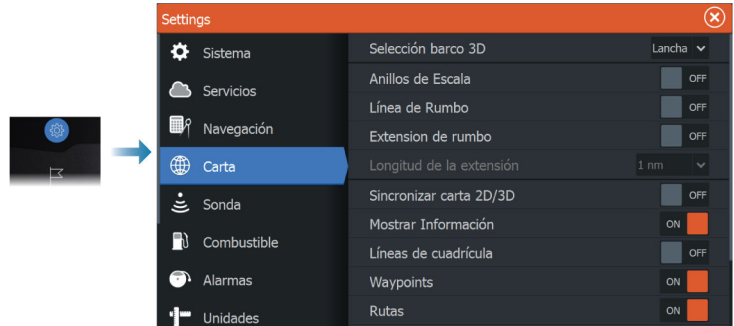 Settings
Sistema
Servicios
Navegación
Carta
Sonda
Combustible
Alarmas
Unidades
Selección barco 3D Lancha
Anillos de Escala OFF
Línea de Rumbo OFF
Extension de rumbo OFF
Longitud de la extensión 1 nm
Sincronizar carta 2D/3D OFF
Mostrar Información ON
Líneas de cuadrícula OFF
Waypoints ON
Rutas ON